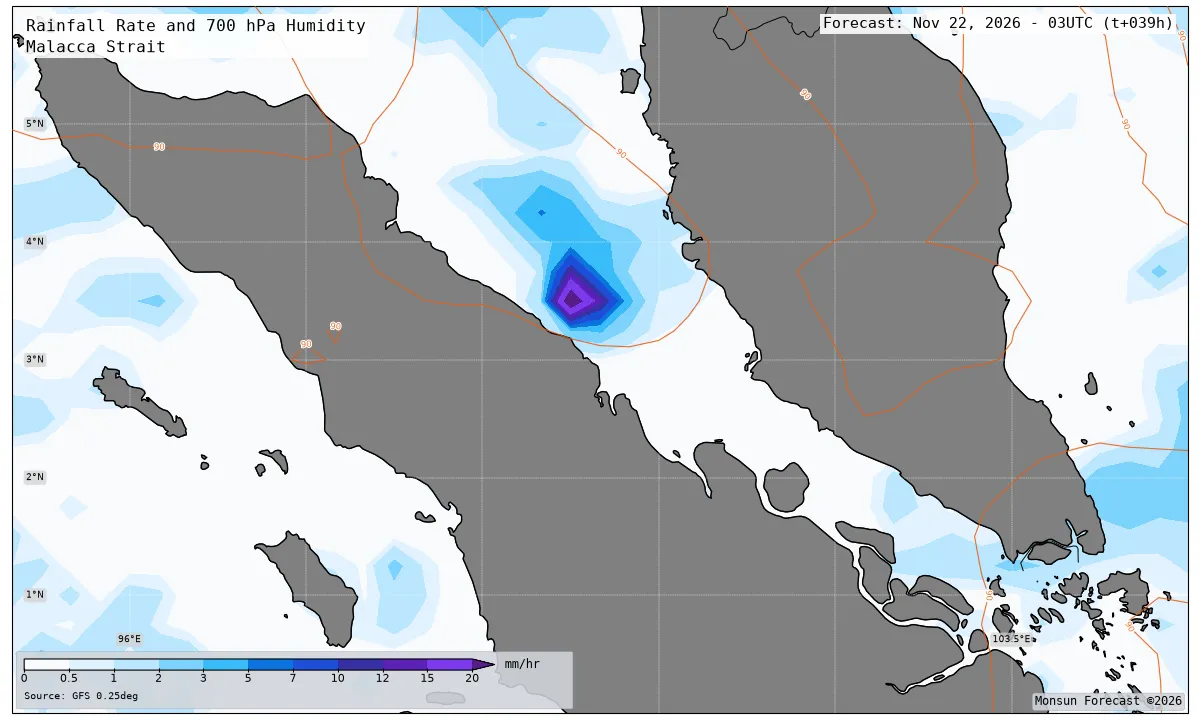 Rainfall Rate and 700 hPa Humidity
Malacca Strait
Forecast: Nov 22, 2026 - 03UTC (t+039h)
90
90
90
90
90
5°N
90
4°N
90
90
3°N
2°N
1°N
90
90
96°E
103.5°E
mm/hr
0 0.5 1 2 3 5 7 10 12 15 20
Source: GFS 0.25deg
Monsun Forecast ©2026